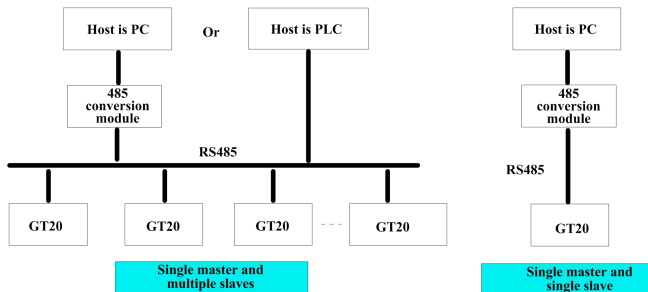 Host is PC
Or
Host is PLC
485
conversion
module
RS485
GT20
GT20
GT20
GT20
Single master and
multiple slaves
Host is PC
485
conversion
module
RS485
GT20
Single master and
single slave